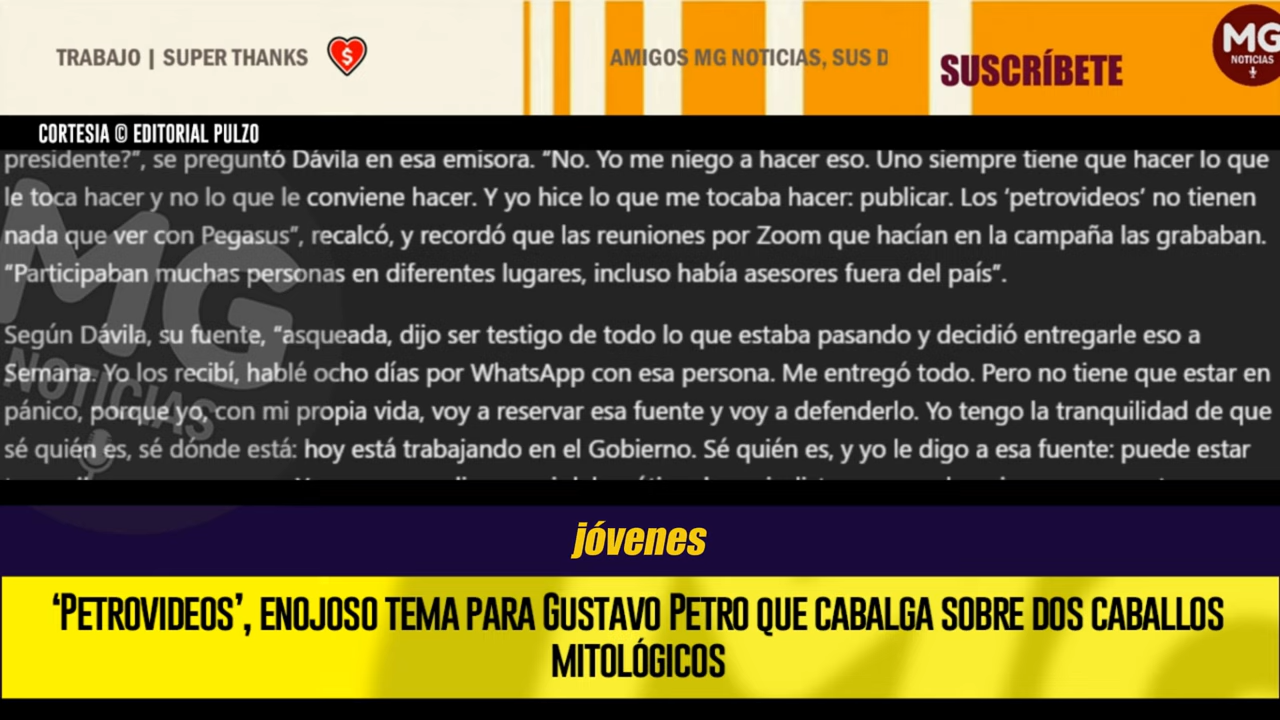 TRABAJO | SUPER THANKS
AMIGOS MG NOTICIAS, SUS D
SUSCRÍBETE
MG
NOTICIAS
CORTESIA © EDITORIAL PULZO
presidente?”, se preguntó Dávila en esa emisora. “No. Yo me niego a hacer eso. Uno siempre tiene que hacer lo que
le toca hacer y no lo que le conviene hacer. Y yo hice lo que me tocaba hacer: publicar. Los ‘petrovideos’ no tienen
nada que ver con Pegasus”, recalcó, y recordó que las reuniones por Zoom que hacían en la campaña las grababan.
“Participaban muchas personas en diferentes lugares, incluso había asesores fuera del país”.
Según Dávila, su fuente, “asqueada, dijo ser testigo de todo lo que estaba pasando y decidió entregarle eso a
Semana. Yo los recibí, hablé ocho días por WhatsApp con esa persona. Me entregó todo. Pero no tiene que estar en
pánico, porque yo, con mi propia vida, voy a reservar esa fuente y voy a defenderlo. Yo tengo la tranquilidad de que
sé quién es, sé dónde está: hoy está trabajando en el Gobierno. Sé quién es, y yo le digo a esa fuente: puede estar
MG
NOTICIAS
jóvenes
‘PETROVIDEOS’, ENOJOSO TEMA PARA GUSTAVO PETRO QUE CABALGA SOBRE DOS CABALLOS
MITOLÓGICOS